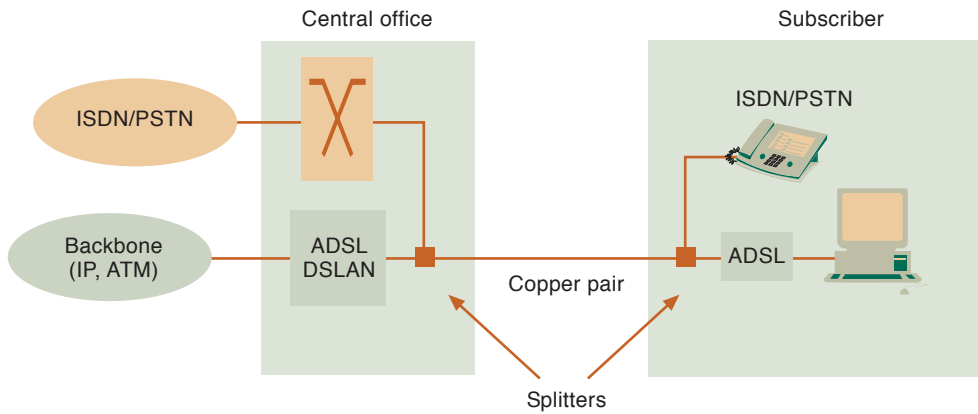 Central office
Subscriber
ISDN/PSTN
ISDN/PSTN
Backbone
(IP, ATM)
ADSL
DSLAN
ADSL
Copper pair
Splitters